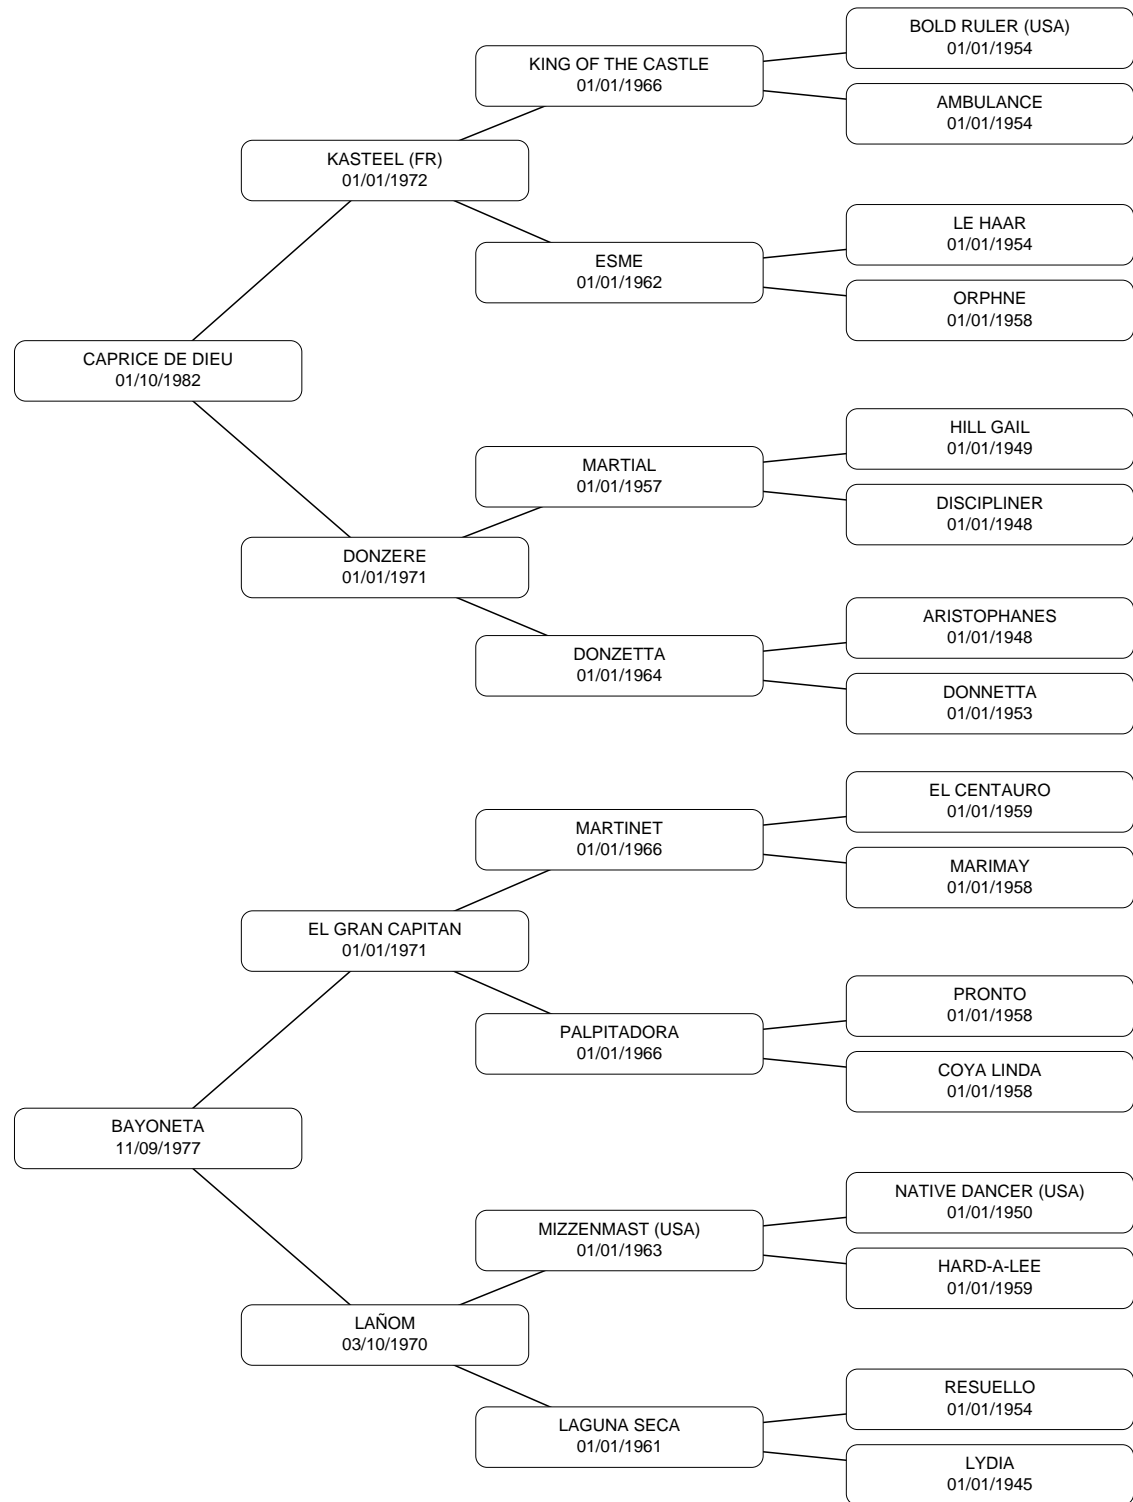 BOLD RULER (USA)
01/01/1954
KING OF THE CASTLE
01/01/1966
AMBULANCE
01/01/1954
KASTEEL (FR)
01/01/1972
LE HAAR
01/01/1954
ESME
01/01/1962
ORPHNE
01/01/1958
CAPRICE DE DIEU
01/10/1982
HILL GAIL
01/01/1949
MARTIAL
01/01/1957
DISCIPLINER
01/01/1948
DONZERE
01/01/1971
ARISTOPHANES
01/01/1948
DONZETTA
01/01/1964
DONNETTA
01/01/1953
EL CENTAURO
01/01/1959
MARTINET
01/01/1966
MARIMAY
01/01/1958
EL GRAN CAPITAN
01/01/1971
PRONTO
01/01/1958
PALPITADORA
01/01/1966
COYA LINDA
01/01/1958
BAYONETA
11/09/1977
NATIVE DANCER (USA)
01/01/1950
MIZZENMAST (USA)
01/01/1963
HARD-A-LEE
01/01/1959
LAÑOM
03/10/1970
RESUELLO
01/01/1954
LAGUNA SECA
01/01/1961
LYDIA
01/01/1945